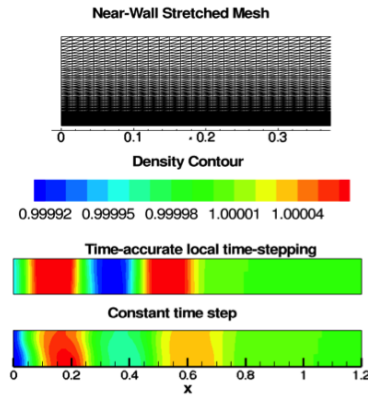 Near-Wall Stretched Mesh
0 0.1 0.2 0.3
Density Contour
0.99992 0.99995 0.99998 1.00001 1.00004
Time-accurate local time-stepping
Constant time step
0 0.2 0.4 0.6 0.8 1 1.2
x